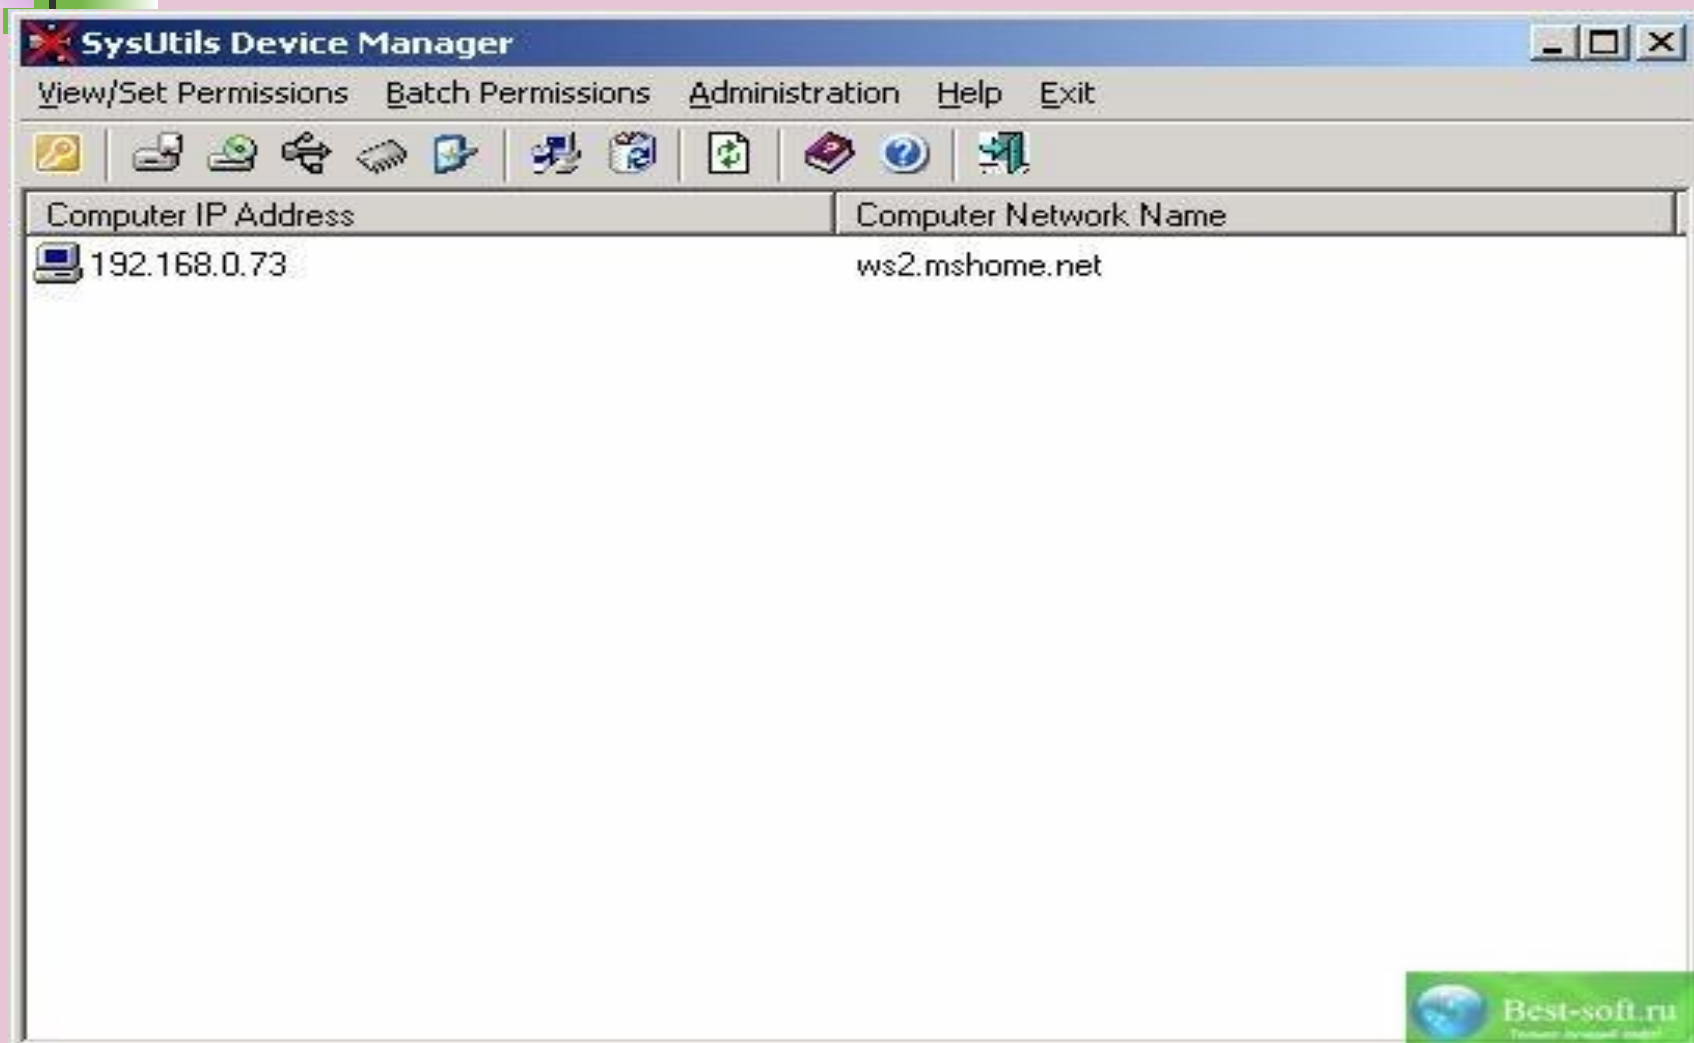 SysUtils Device Manager
View/Set Permissions Batch Permissions Administration Help Exit
Computer IP Address Computer Network Name
192.168.0.73 ws2.mshome.net
Best-soft.ru